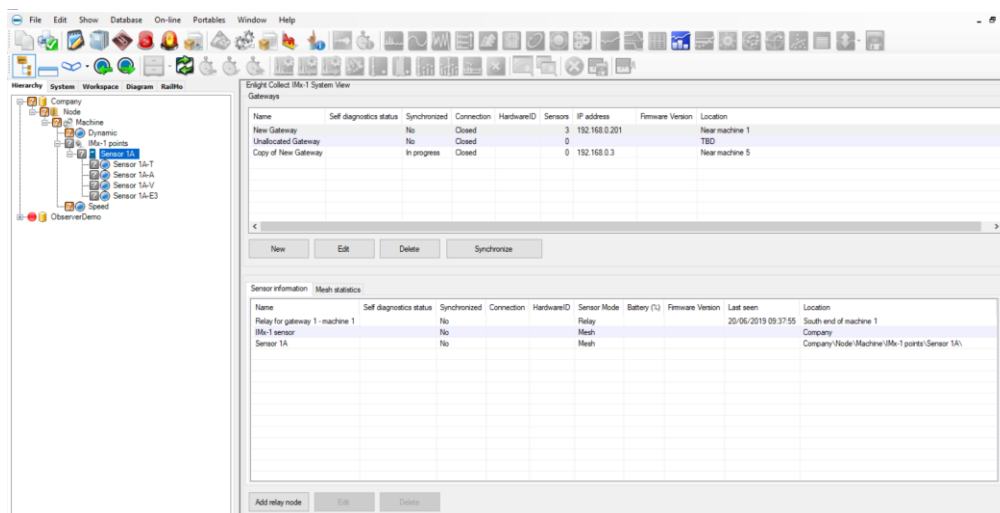 File Edit Show Database On-line Portables Window Help
Hierarchy System Workspace Diagram RailMo
Company
Node
Machine
Dynamic
IMx-1 points
Sensor 1A
Sensor 1A-T
Sensor 1A-A
Sensor 1A-V
Sensor 1A-E3
Speed
ObserverDemo
Enlight Collect IMx-1 System View
Gateways
Name Self diagnostics status Synchronized Connection HardwareID Sensors IP address Firmware Version Location
New Gateway No Closed 3 192.168.0.201 Near machine 1
Unallocated Gateway No Closed 0 TBD
Copy of New Gateway In progress Closed 0 192.168.0.3 Near machine 5
New Edit Delete Synchronize
Sensor information Mesh statistics
Name Self diagnostics status Synchronized Connection HardwareID Sensor Mode Battery (%) Firmware Version Last seen Location
Relay for gateway 1 - machine 1 No Relay 20/06/2019 09:37:55 South end of machine 1
IMx-1 sensor No Mesh Company
Sensor 1A No Mesh Company\Node\Machine\IMx-1 points\Sensor 1A\
Add relay node Edit Delete